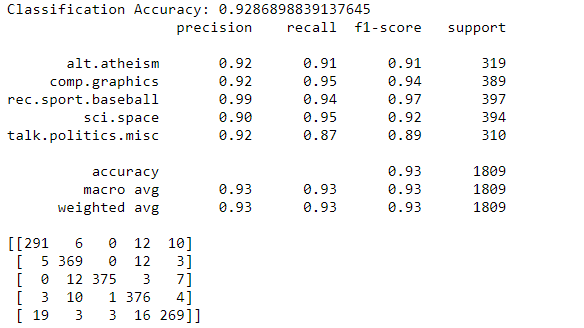 Classification Accuracy: 0.9286898839137645
precision recall f1-score support
alt.atheism 0.92 0.91 0.91 319
comp.graphics 0.92 0.95 0.94 389
rec.sport.baseball 0.99 0.94 0.97 397
sci.space 0.90 0.95 0.92 394
talk.politics.misc 0.92 0.87 0.89 310
accuracy 0.93 1809
macro avg 0.93 0.93 0.93 1809
weighted avg 0.93 0.93 0.93 1809
[[291 6 0 12 10]
[ 5 369 0 12 3]
[ 0 12 375 3 7]
[ 3 10 1 376 4]
[ 19 3 3 16 269]]